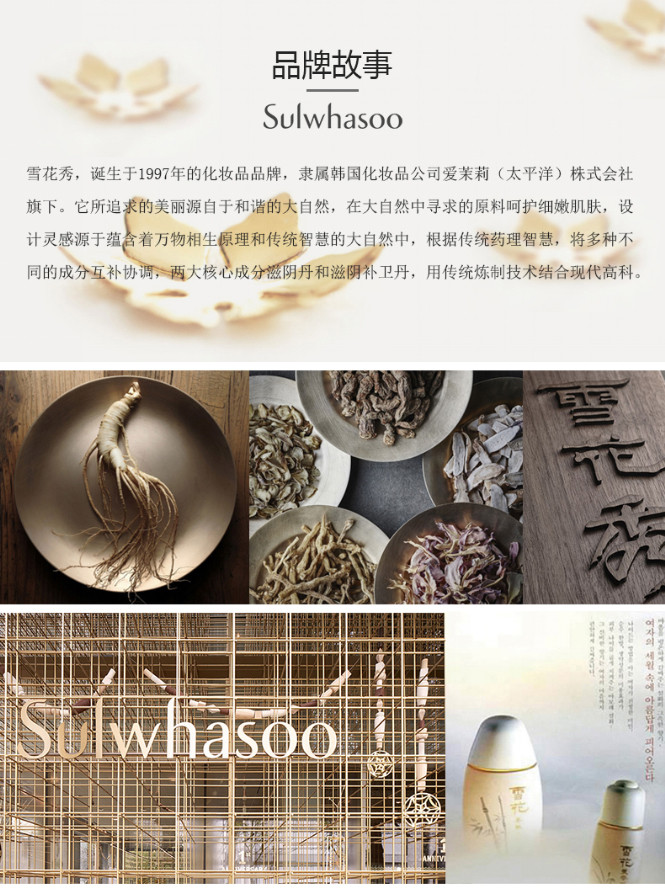 品牌故事
Sulwhasoo
雪花秀，诞生于1997年的化妆品品牌，隶属韩国化妆品公司爱茉莉（太平洋）株式会社
旗下。它所追求的美丽源自于和谐的大自然，在大自然中寻求的原料呵护细嫩肌肤，设
计灵感源于蕴含着万物相生原理和传统智慧的大自然中，根据传统药理智慧，将多种不
同的成分互补协调，两大核心成分滋阴丹和滋阴补卫丹，用传统炼制技术结合现代高科。
雪花秀
Sulwhasoo
여자의 세월 속에 아름답게 피어오른다
雪花
雪花